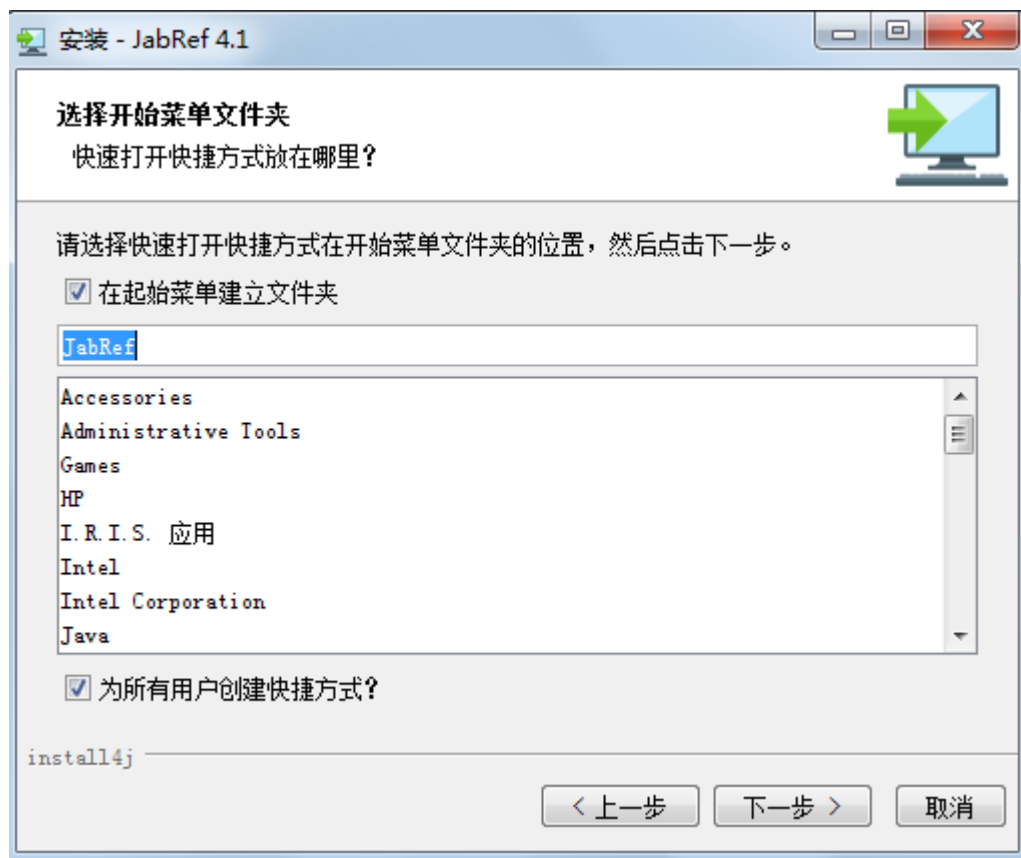 安装 - JabRef 4.1
选择开始菜单文件夹
快速打开快捷方式放在哪里?
请选择快速打开快捷方式在开始菜单文件夹的位置，然后点击下一步。
在起始菜单建立文件夹
JabRef
Accessories
Administrative Tools
Games
HP
I.R.I.S. 应用
Intel
Intel Corporation
Java
为所有用户创建快捷方式?
install4j
< 上一步 下一步 > 取消